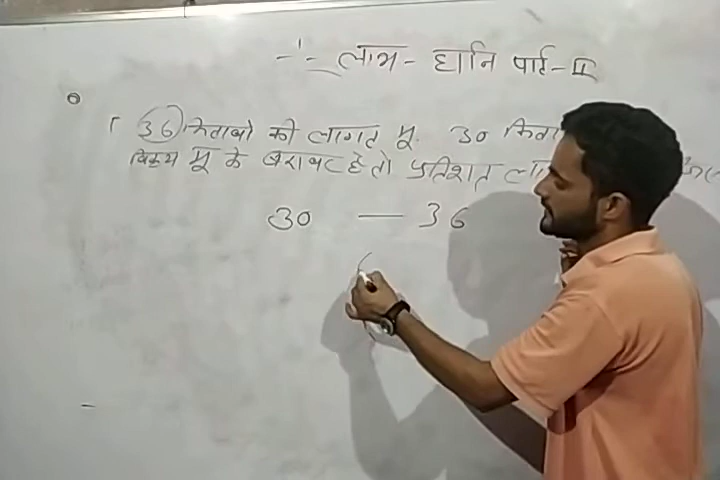 -:- लाभ - हानि पार्ट - II
36 किताबो की लागत मू. 30
विक्रय मू के बराबर है तो प्रतिशत
30 — 36